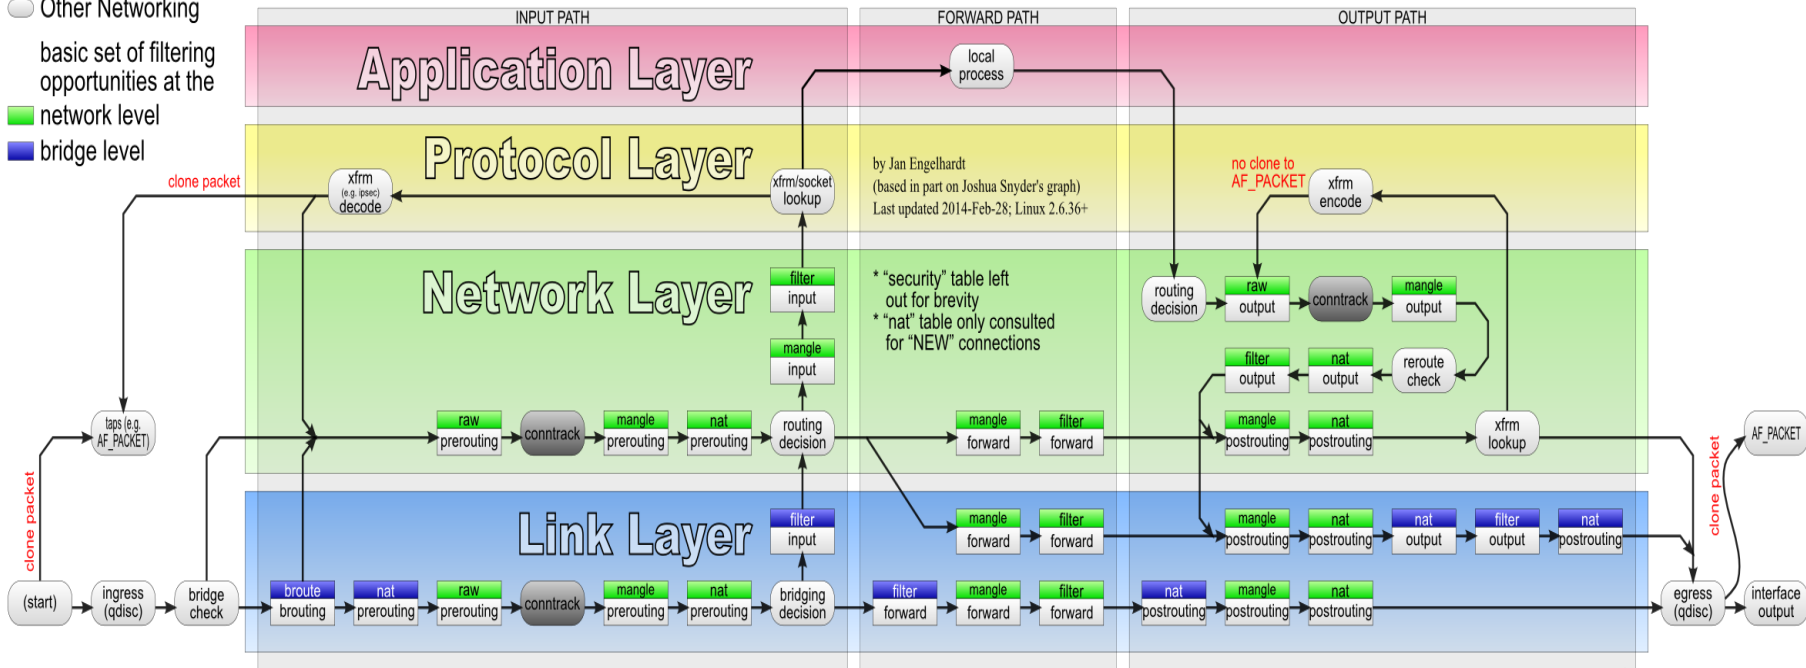 Other Networking
basic set of filtering
opportunities at the
network level
bridge level
INPUT PATH
FORWARD PATH
OUTPUT PATH
Application Layer
local
process
Protocol Layer
clone packet
xfrm
(e.g. ipsec)
decode
xfrm/socket
lookup
by Jan Engelhardt
(based in part on Joshua Snyder's graph)
Last updated 2014-Feb-28; Linux 2.6.36+
no clone to
AF_PACKET
xfrm
encode
Network Layer
filter
input
mangle
input
* “security” table left
out for brevity
* “nat” table only consulted
for “NEW” connections
routing
decision
raw
output
conntrack
mangle
output
filter
output
nat
output
reroute
check
taps (e.g.
AF_PACKET)
raw
prerouting
conntrack
mangle
prerouting
nat
prerouting
routing
decision
mangle
forward
filter
forward
mangle
postrouting
nat
postrouting
xfrm
lookup
AF_PACKET
clone packet
clone packet
Link Layer
filter
input
mangle
forward
filter
forward
mangle
postrouting
nat
postrouting
nat
output
filter
output
nat
postrouting
(start)
ingress
(qdisc)
bridge
check
broute
brouting
nat
prerouting
raw
prerouting
conntrack
mangle
prerouting
nat
prerouting
bridging
decision
filter
forward
mangle
forward
filter
forward
nat
postrouting
mangle
postrouting
nat
postrouting
egress
(qdisc)
interface
output